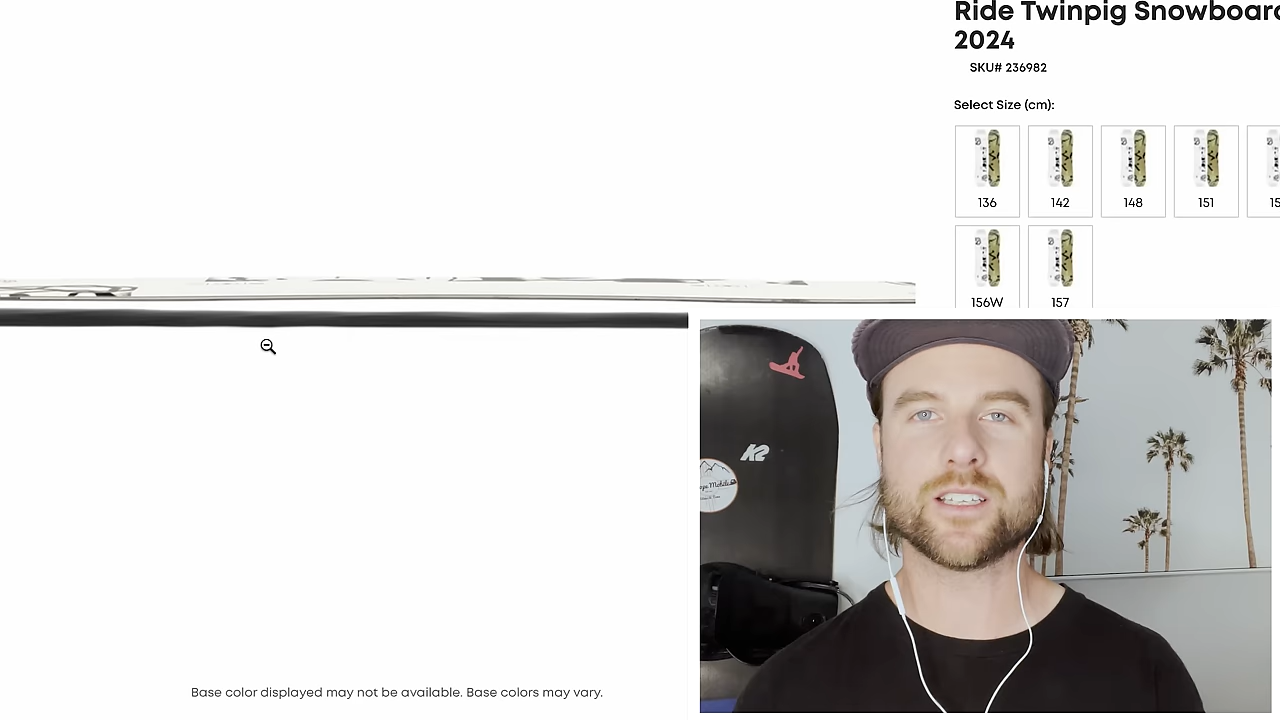 Ride Twinpig Snowboard
2024
SKU# 236982
Select Size (cm):
136 142 148 151 15
156W 157
K2
Base color displayed may not be available. Base colors may vary.